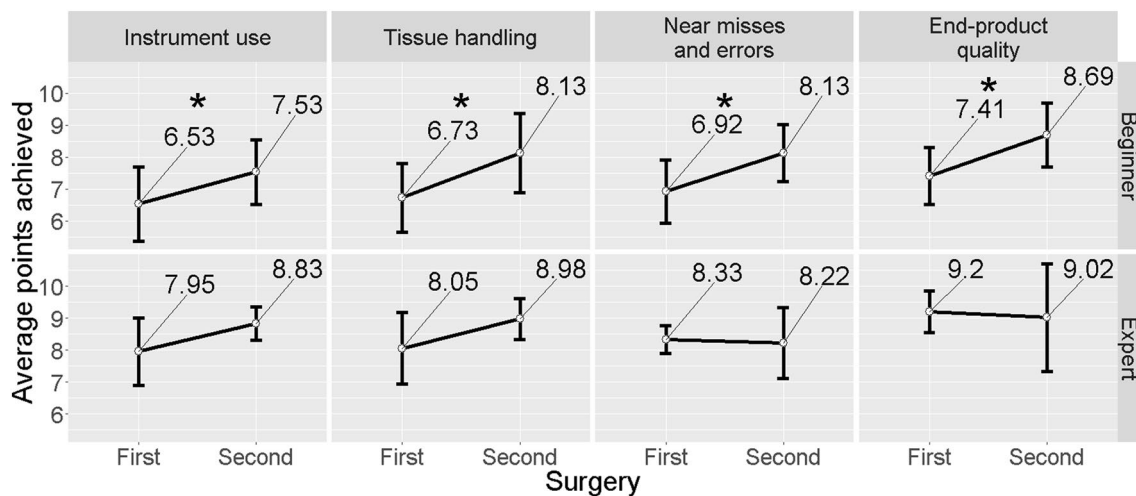 Instrument use
Tissue handling
Near misses
and errors
End-product
quality
Average points achieved
10
9
8
7
6
*
6.53
7.53
*
6.73
8.13
*
6.92
8.13
*
7.41
8.69
Beginner
10
9
8
7
6
7.95
8.83
8.05
8.98
8.33
8.22
9.2
9.02
Expert
First
Second
First
Second
First
Second
First
Second
Surgery